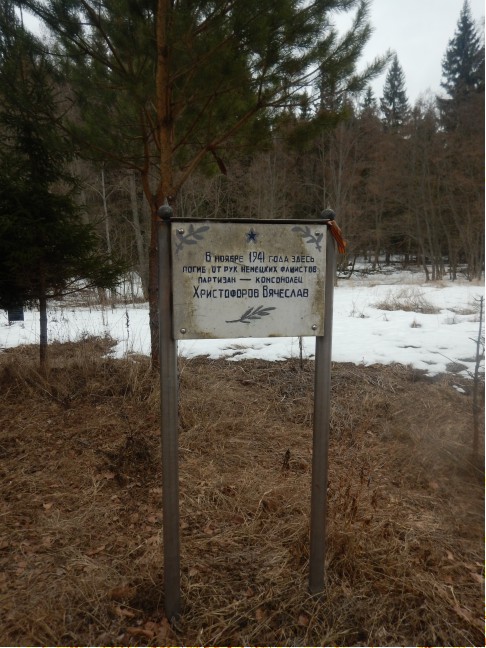 В НОЯБРЕ 1941 ГОДА ЗДЕСЬ
ПОГИБ ОТ РУК НЕМЕЦКИХ ФАШИСТОВ
ПАРТИЗАН — КОМСОМОЛЕЦ
ХРИСТОФОРОВ ВЯЧЕСЛАВ